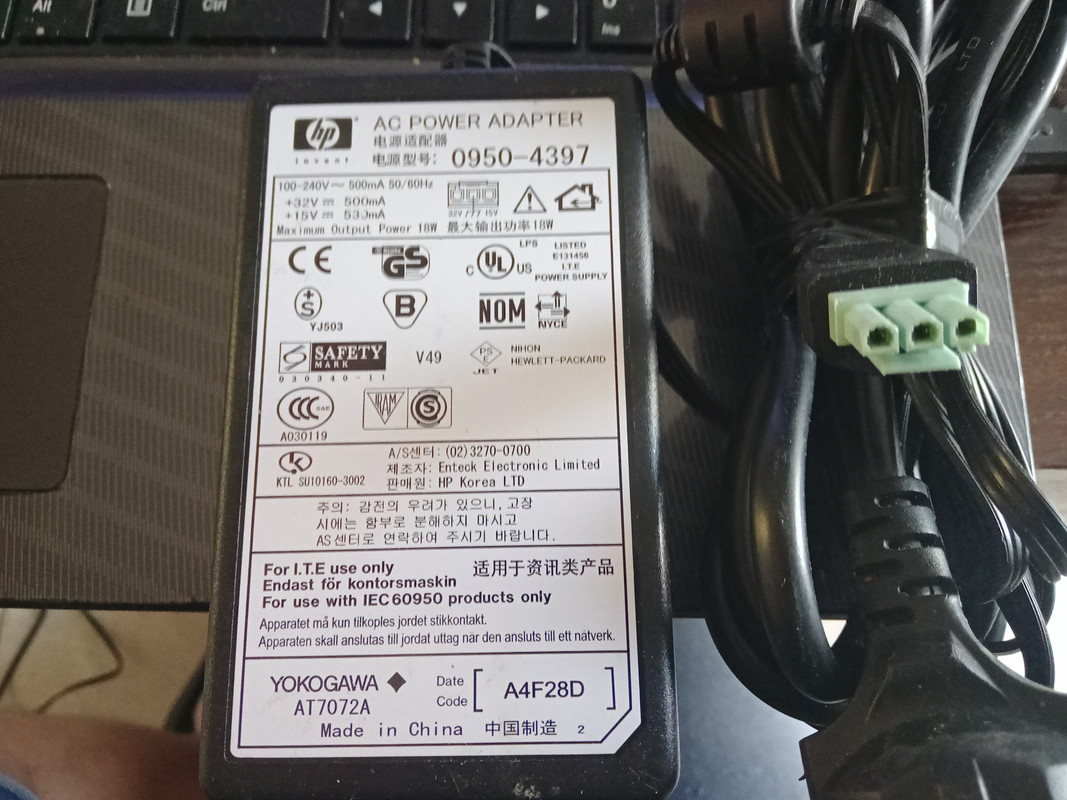 Alt
Ctrl
Ins
hp
invent
AC POWER ADAPTER
电源适配器
电源型号: 0950-4397
100-240V~ 500mA 50/60Hz
+32V 500mA
+15V 530mA
32V /// 15V
Maximum Output Power 18W 最大输出功率18W
CE
GS
C UL US
LPS
LISTED
E131456
I.T.E
POWER SUPPLY
+S
YJ503
B
NOM
NYCE
S SAFETY
MARK
030340-11
V49
PS
E
JET
NIHON
HEWLETT-PACKARD
CCC
A030119
IRAM
S
KTL SU10160-3002
A/S센터: (02)3270-0700
제조자: Enteck Electronic Limited
판매원: HP Korea LTD
주의: 감전의 우려가 있으니, 고장
시에는 함부로 분해하지 마시고
AS센터로 연락하여 주시기 바랍니다.
For I.T.E use only 适用于资讯类产品
Endast för kontorsmaskin
For use with IEC60950 products only
Apparatet må kun tilkoples jordet stikkontakt.
Apparaten skall anslutas till jordat uttag när den ansluts till ett nätverk.
YOKOGAWA
AT7072A
Date
Code
[ A4F28D ]
Made in China 中国制造 2
LTD